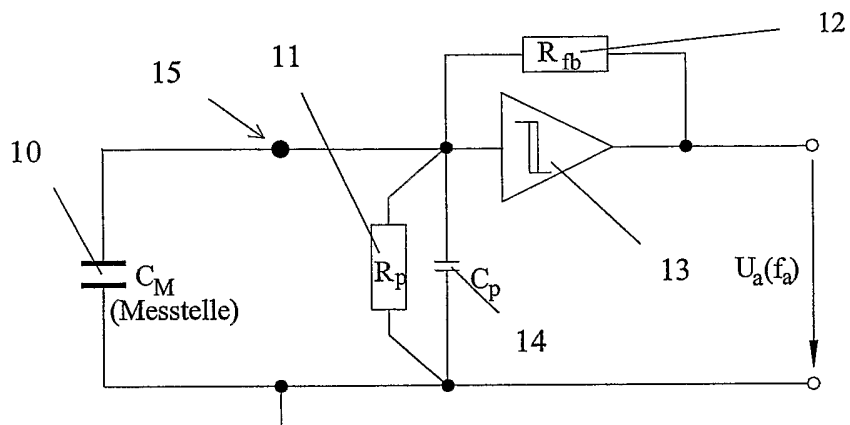 12
R_fb
11
15
10
R_p
C_p
C_M
(Messtelle)
13
U_a(f_a)
14